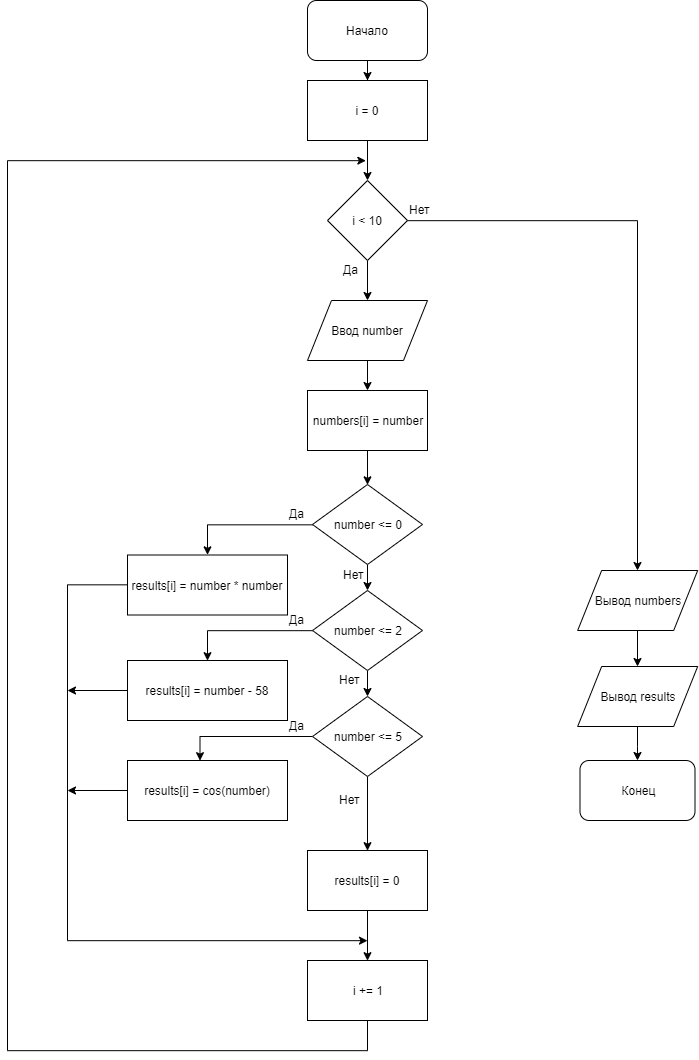 Начало
i = 0
i < 10
Нет
Да
Ввод number
numbers[i] = number
number <= 0
Да
results[i] = number * number
Нет
number <= 2
Да
results[i] = number - 58
Нет
number <= 5
Да
results[i] = cos(number)
Нет
results[i] = 0
i += 1
Вывод numbers
Вывод results
Конец